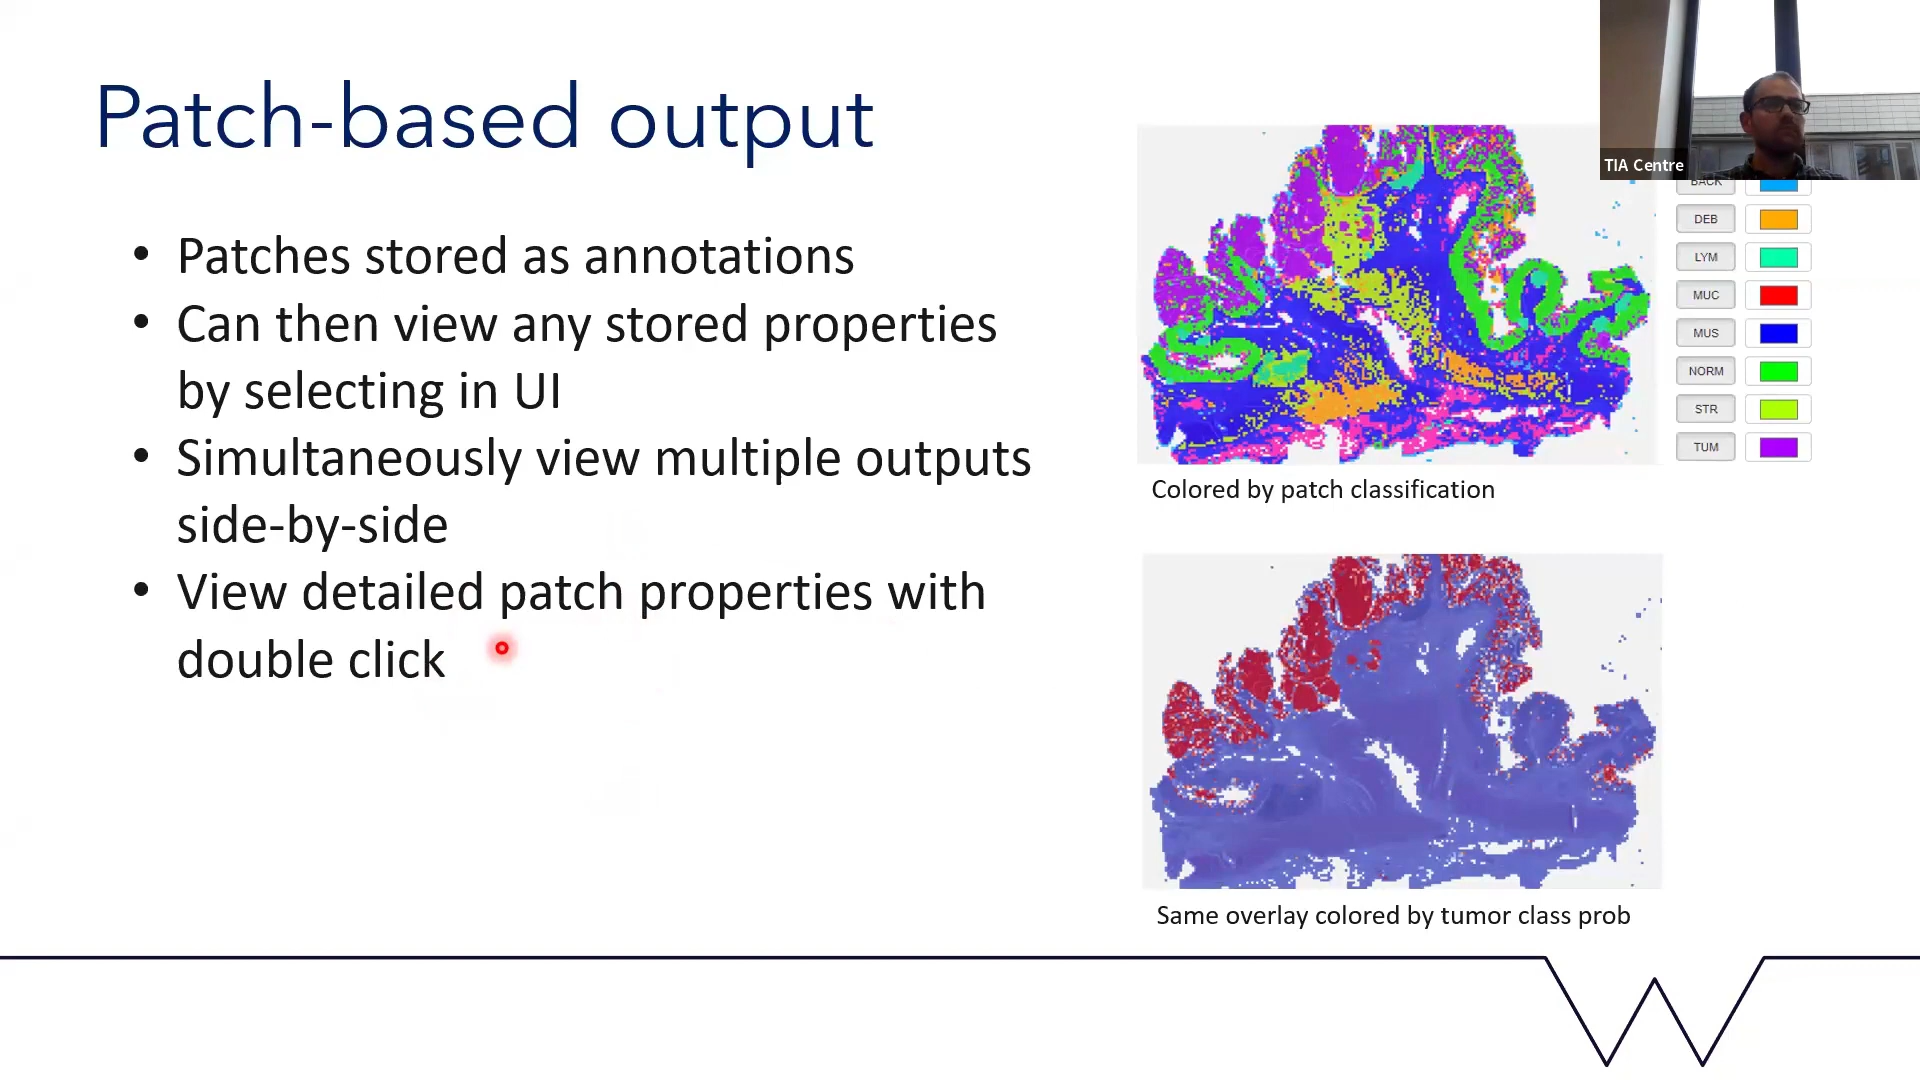 Patch-based output
• Patches stored as annotations
• Can then view any stored properties
by selecting in UI
• Simultaneously view multiple outputs
side-by-side
• View detailed patch properties with
double click
TIA Centre
BACK
DEB
LYM
MUC
MUS
NORM
STR
TUM
Colored by patch classification
Same overlay colored by tumor class prob